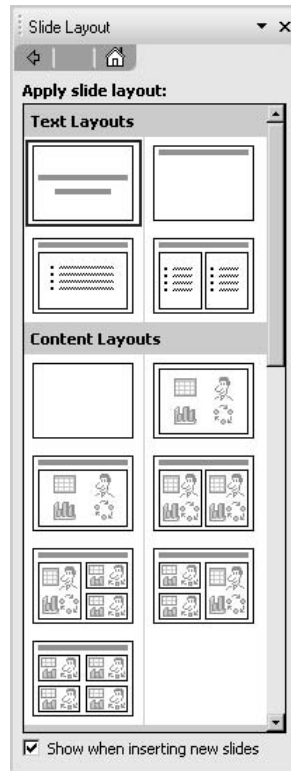 Slide Layout
Apply slide layout:
Text Layouts
Content Layouts
Show when inserting new slides